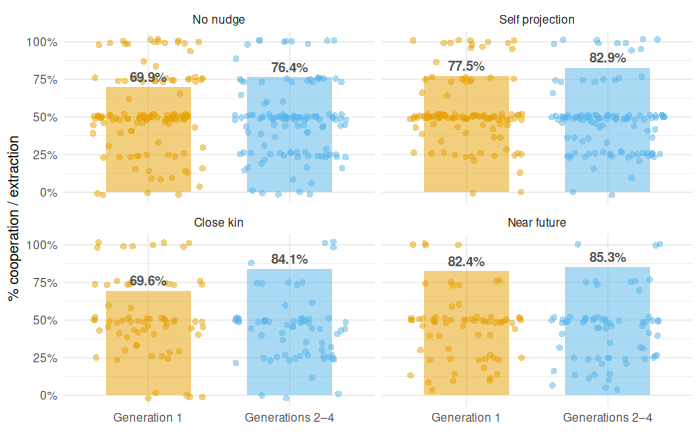 No nudge
Self projection
100%
75%
50%
25%
0%
69.9%
76.4%
77.5%
82.9%
% cooperation / extraction
Close kin
Near future
100%
75%
50%
25%
0%
69.6%
84.1%
82.4%
85.3%
Generation 1
Generations 2–4
Generation 1
Generations 2–4